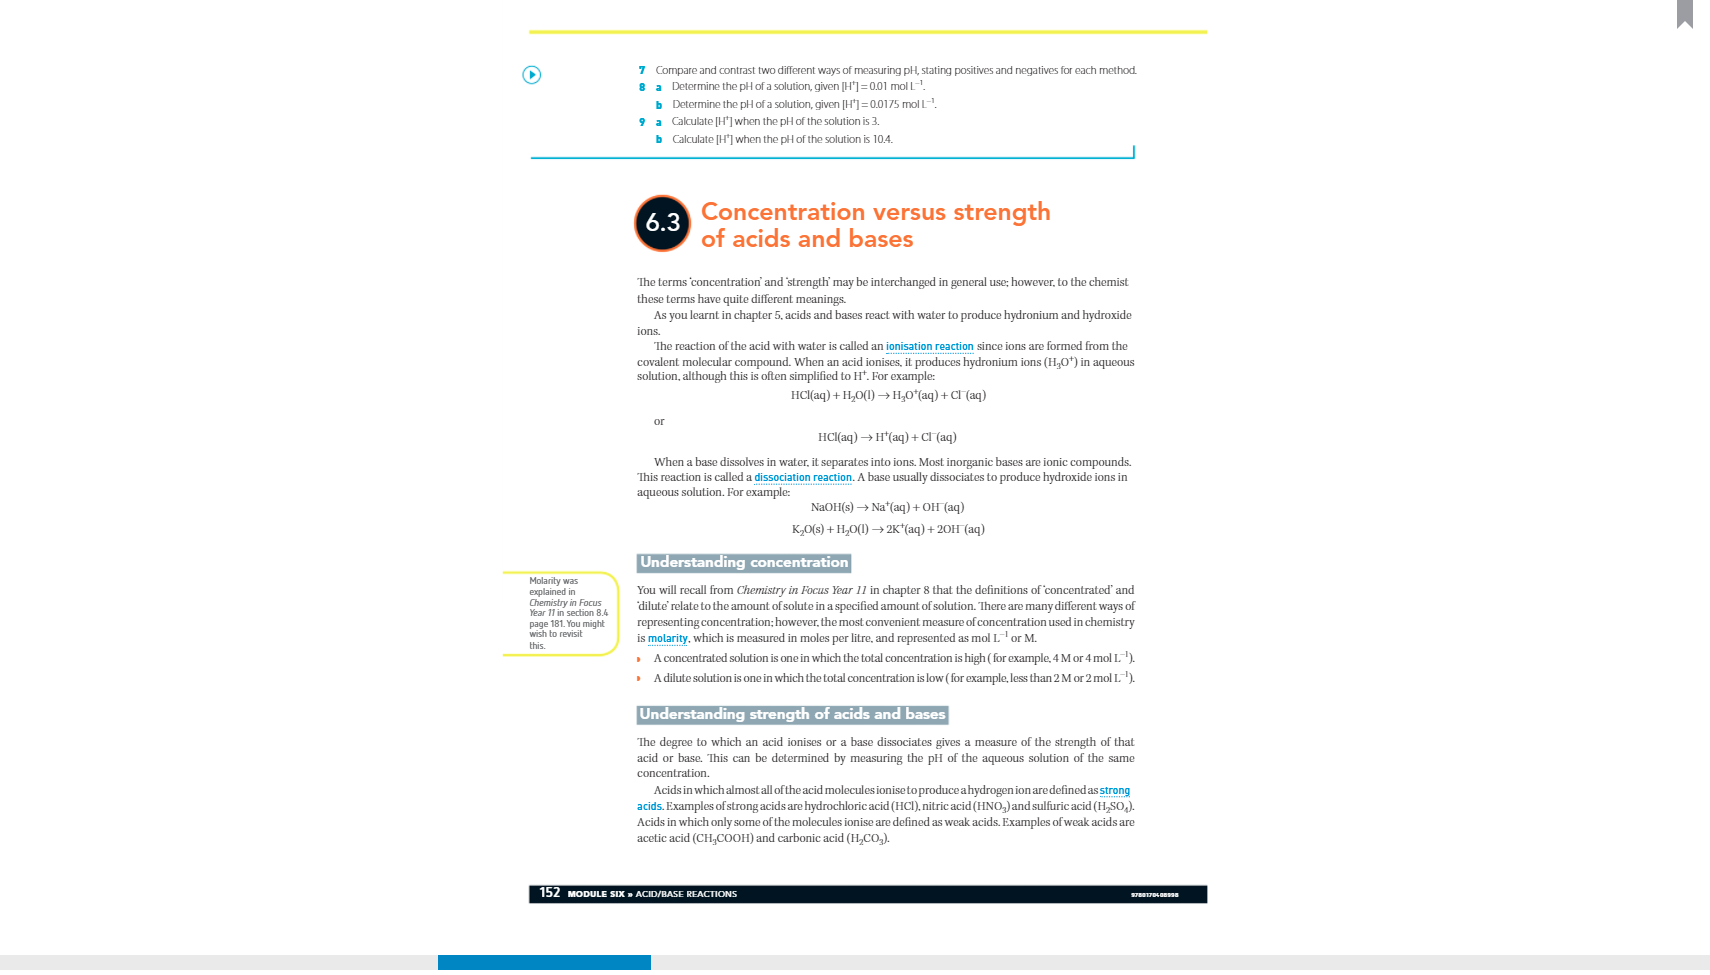 7 Compare and contrast two different ways of measuring pH, stating positives and negatives for each method.
8 a Determine the pH of a solution, given [H⁺] = 0.01 mol L⁻¹.
b Determine the pH of a solution, given [H⁺] = 0.0175 mol L⁻¹.
9 a Calculate [H⁺] when the pH of the solution is 3.
b Calculate [H⁺] when the pH of the solution is 10.4.
6.3 Concentration versus strength
of acids and bases
The terms 'concentration' and 'strength' may be interchanged in general use; however, to the chemist
these terms have quite different meanings.
As you learnt in chapter 5, acids and bases react with water to produce hydronium and hydroxide
ions.
The reaction of the acid with water is called an ionisation reaction since ions are formed from the
covalent molecular compound. When an acid ionises, it produces hydronium ions (H₃O⁺) in aqueous
solution, although this is often simplified to H⁺. For example:
HCl(aq) + H₂O(l) → H₃O⁺(aq) + Cl⁻(aq)
or
HCl(aq) → H⁺(aq) + Cl⁻(aq)
When a base dissolves in water, it separates into ions. Most inorganic bases are ionic compounds.
This reaction is called a dissociation reaction. A base usually dissociates to produce hydroxide ions in
aqueous solution. For example:
NaOH(s) → Na⁺(aq) + OH⁻(aq)
K₂O(s) + H₂O(l) → 2K⁺(aq) + 2OH⁻(aq)
Understanding concentration
Molarity was
explained in
Chemistry in Focus
Year 11 in section 8.4
page 181. You might
wish to revisit
this.
You will recall from Chemistry in Focus Year 11 in chapter 8 that the definitions of 'concentrated' and
'dilute' relate to the amount of solute in a specified amount of solution. There are many different ways of
representing concentration; however, the most convenient measure of concentration used in chemistry
is molarity, which is measured in moles per litre, and represented as mol L⁻¹ or M.
A concentrated solution is one in which the total concentration is high (for example, 4 M or 4 mol L⁻¹).
A dilute solution is one in which the total concentration is low (for example, less than 2 M or 2 mol L⁻¹).
Understanding strength of acids and bases
The degree to which an acid ionises or a base dissociates gives a measure of the strength of that
acid or base. This can be determined by measuring the pH of the aqueous solution of the same
concentration.
Acids in which almost all of the acid molecules ionise to produce a hydrogen ion are defined as strong
acids. Examples of strong acids are hydrochloric acid (HCl), nitric acid (HNO₃) and sulfuric acid (H₂SO₄).
Acids in which only some of the molecules ionise are defined as weak acids. Examples of weak acids are
acetic acid (CH₃COOH) and carbonic acid (H₂CO₃).
152 MODULE SIX » ACID/BASE REACTIONS
9780170408998